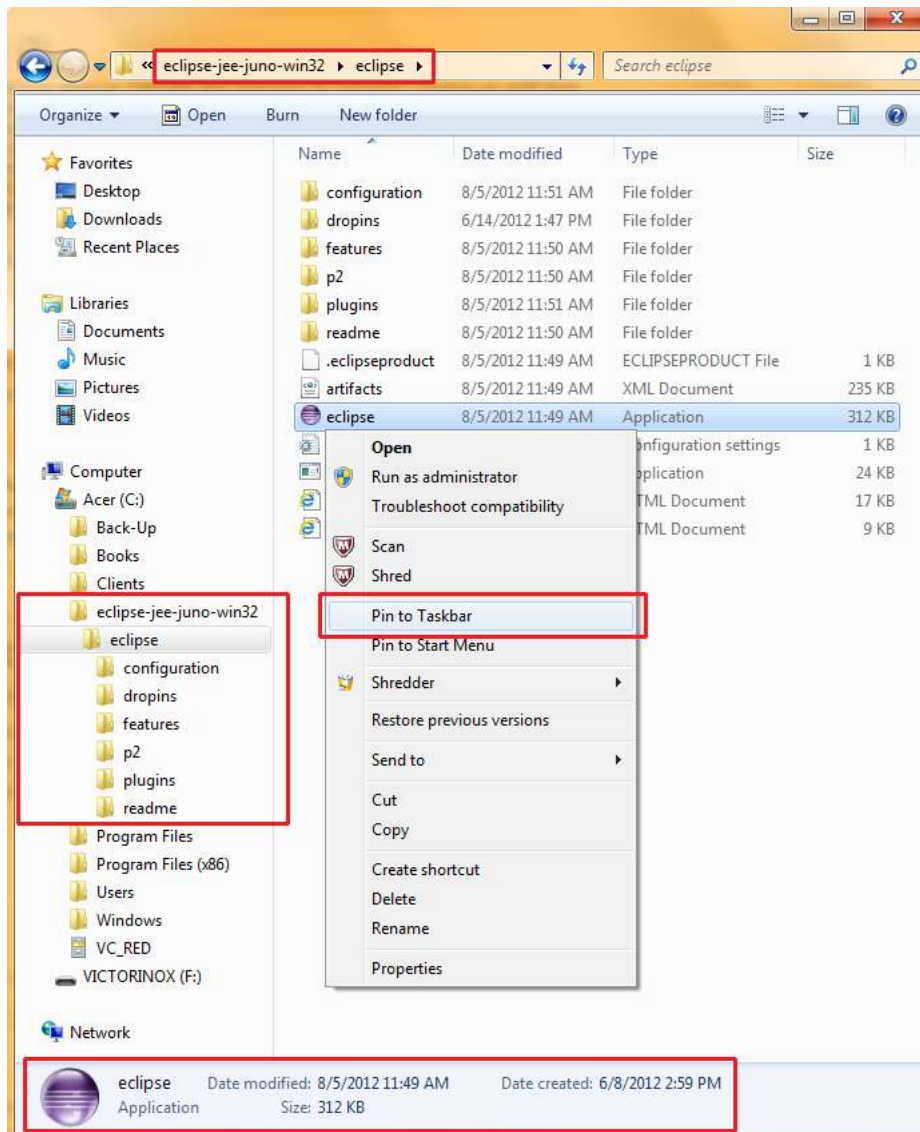 « eclipse-jee-juno-win32 ▸ eclipse ▸ Search eclipse
Organize Open Burn New folder
Name Date modified Type Size
Favorites
Desktop
Downloads
Recent Places
Libraries
Documents
Music
Pictures
Videos
Computer
Acer (C:)
Back-Up
Books
Clients
eclipse-jee-juno-win32
eclipse
configuration
dropins
features
p2
plugins
readme
Program Files
Program Files (x86)
Users
Windows
VC_RED
VICTORINOX (F:)
Network
configuration 8/5/2012 11:51 AM File folder
dropins 6/14/2012 1:47 PM File folder
features 8/5/2012 11:50 AM File folder
p2 8/5/2012 11:50 AM File folder
plugins 8/5/2012 11:51 AM File folder
readme 8/5/2012 11:50 AM File folder
.eclipseproduct 8/5/2012 11:49 AM ECLIPSEPRODUCT File 1 KB
artifacts 8/5/2012 11:49 AM XML Document 235 KB
eclipse 8/5/2012 11:49 AM Application 312 KB
settings 1 KB
24 KB
Document 17 KB
Document 9 KB
Open
Run as administrator
Troubleshoot compatibility
Scan
Shred
Pin to Taskbar
Pin to Start Menu
Shredder
Restore previous versions
Send to
Cut
Copy
Create shortcut
Delete
Rename
Properties
eclipse Date modified: 8/5/2012 11:49 AM Date created: 6/8/2012 2:59 PM
Application Size: 312 KB